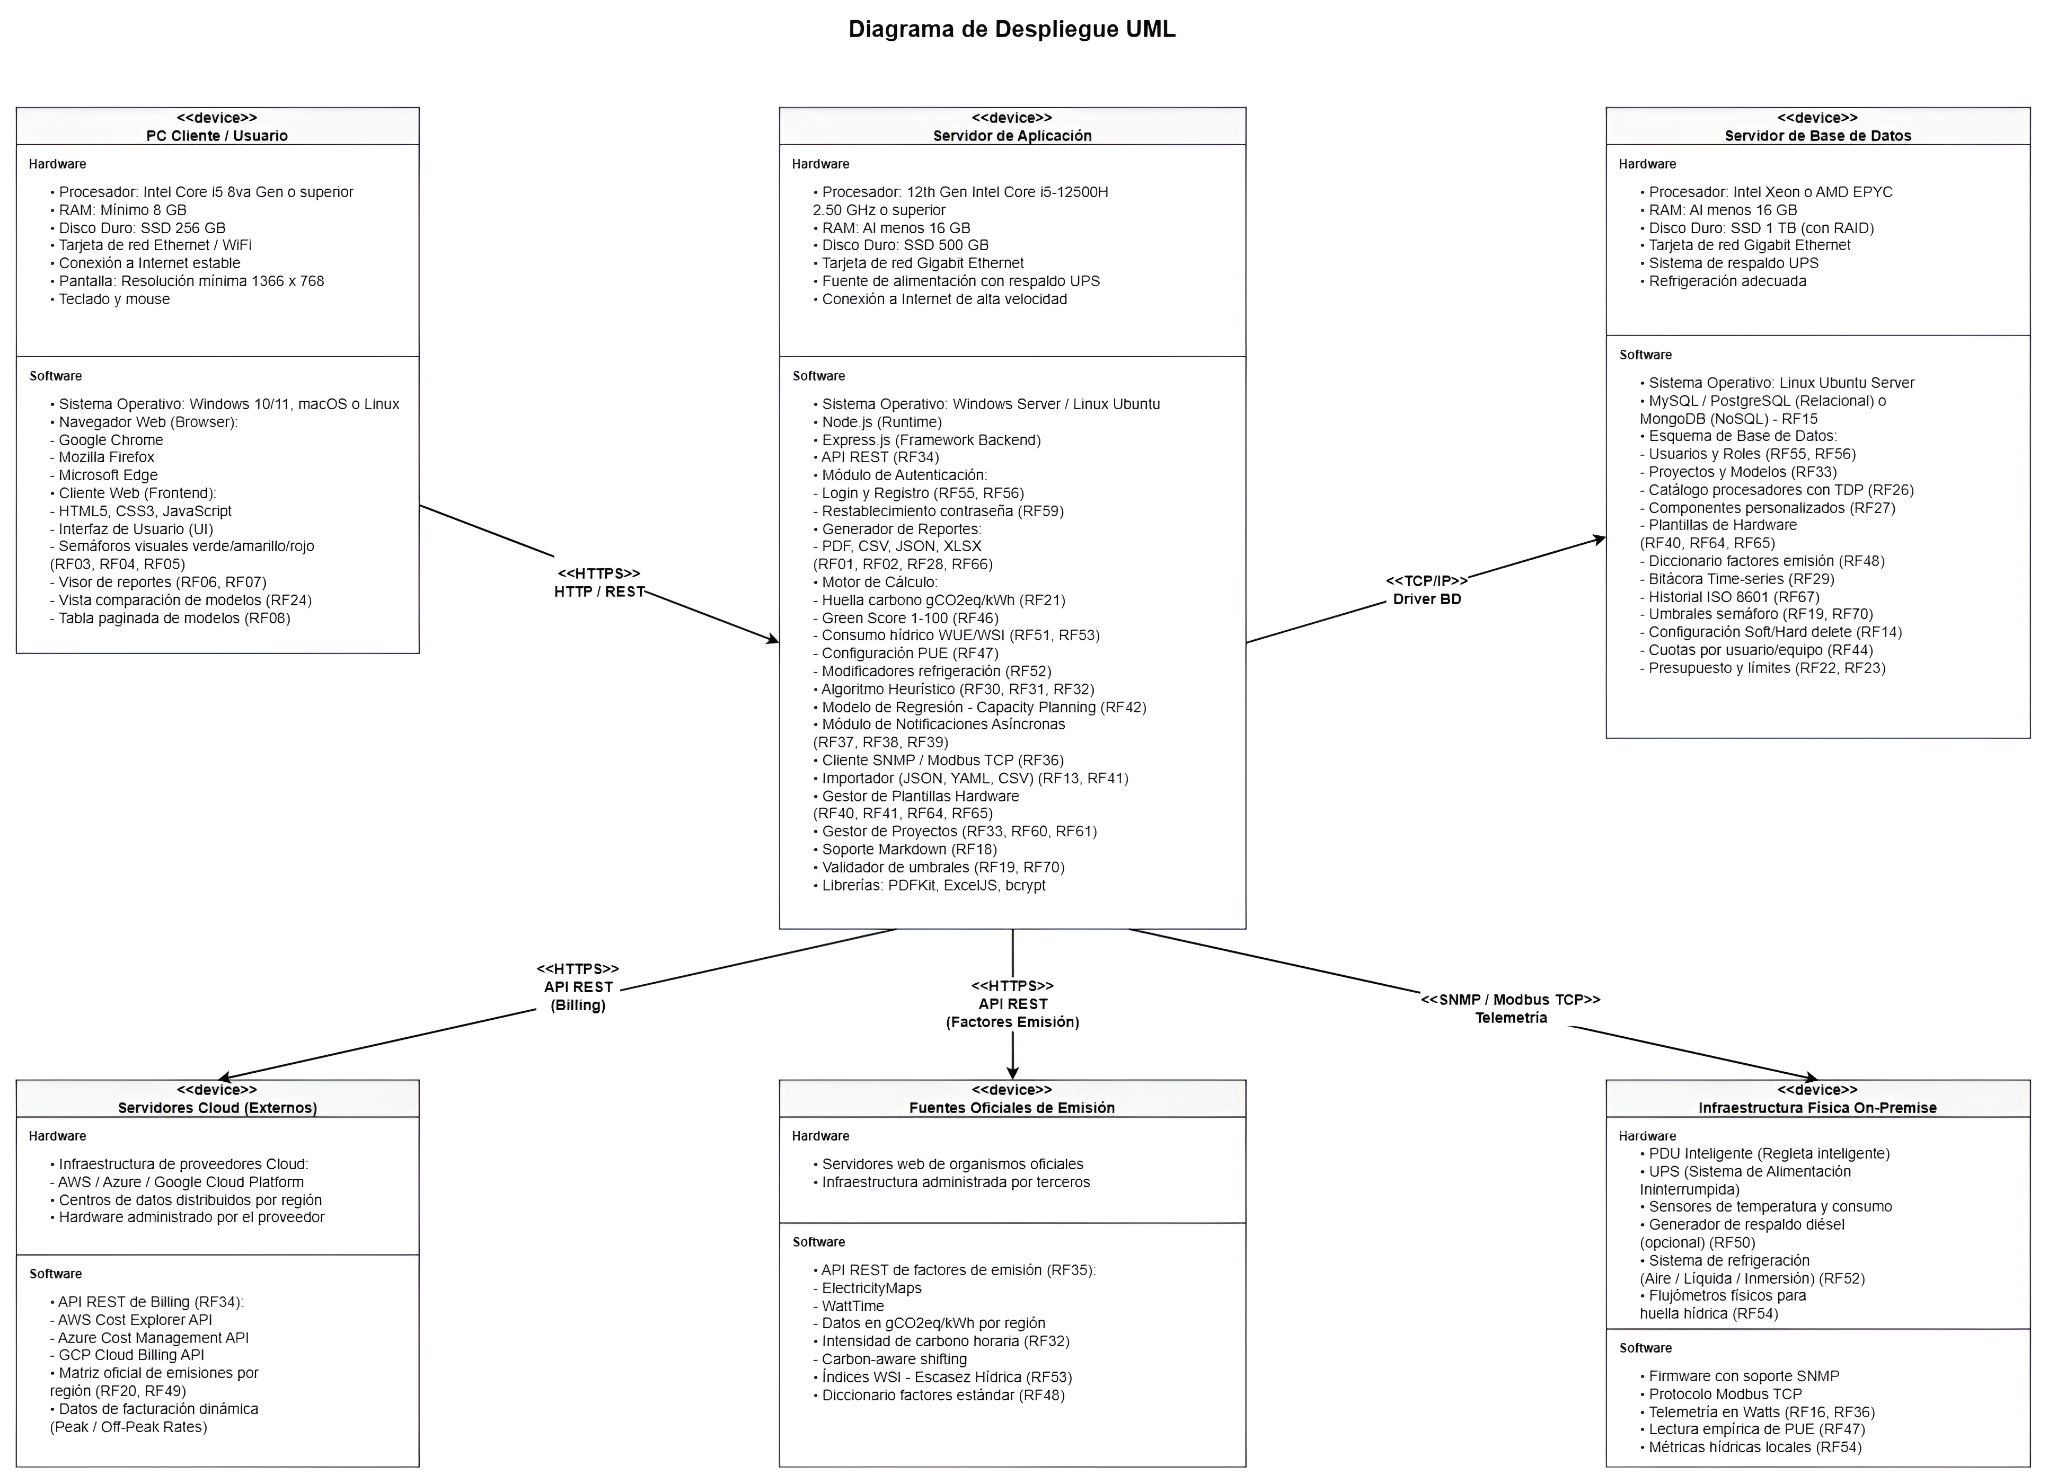 Diagrama de Despliegue UML
<<device>>
PC Cliente / Usuario
Hardware
• Procesador: Intel Core i5 8va Gen o superior
• RAM: Mínimo 8 GB
• Disco Duro: SSD 256 GB
• Tarjeta de red Ethernet / WiFi
• Conexión a Internet estable
• Pantalla: Resolución mínima 1366 x 768
• Teclado y mouse
Software
• Sistema Operativo: Windows 10/11, macOS o Linux
• Navegador Web (Browser):
- Google Chrome
- Mozilla Firefox
- Microsoft Edge
• Cliente Web (Frontend):
- HTML5, CSS3, JavaScript
- Interfaz de Usuario (UI)
- Semáforos visuales verde/amarillo/rojo
(RF03, RF04, RF05)
- Visor de reportes (RF06, RF07)
- Vista comparación de modelos (RF24)
- Tabla paginada de modelos (RF08)
<<HTTPS>>
HTTP / REST
<<device>>
Servidor de Aplicación
Hardware
• Procesador: 12th Gen Intel Core i5-12500H
2.50 GHz o superior
• RAM: Al menos 16 GB
• Disco Duro: SSD 500 GB
• Tarjeta de red Gigabit Ethernet
• Fuente de alimentación con respaldo UPS
• Conexión a Internet de alta velocidad
Software
• Sistema Operativo: Windows Server / Linux Ubuntu
• Node.js (Runtime)
• Express.js (Framework Backend)
• API REST (RF34)
• Módulo de Autenticación:
- Login y Registro (RF55, RF56)
- Restablecimiento contraseña (RF59)
• Generador de Reportes:
- PDF, CSV, JSON, XLSX
(RF01, RF02, RF28, RF66)
• Motor de Cálculo:
- Huella carbono gCO2eq/kWh (RF21)
- Green Score 1-100 (RF46)
- Consumo hídrico WUE/WSI (RF51, RF53)
- Configuración PUE (RF47)
- Modificadores refrigeración (RF52)
• Algoritmo Heurístico (RF30, RF31, RF32)
• Modelo de Regresión - Capacity Planning (RF42)
• Módulo de Notificaciones Asíncronas
(RF37, RF38, RF39)
• Cliente SNMP / Modbus TCP (RF36)
• Importador (JSON, YAML, CSV) (RF13, RF41)
• Gestor de Plantillas Hardware
(RF40, RF41, RF64, RF65)
• Gestor de Proyectos (RF33, RF60, RF61)
• Soporte Markdown (RF18)
• Validador de umbrales (RF19, RF70)
• Librerías: PDFKit, ExcelJS, bcrypt
<<TCP/IP>>
Driver BD
<<device>>
Servidor de Base de Datos
Hardware
• Procesador: Intel Xeon o AMD EPYC
• RAM: Al menos 16 GB
• Disco Duro: SSD 1 TB (con RAID)
• Tarjeta de red Gigabit Ethernet
• Sistema de respaldo UPS
• Refrigeración adecuada
Software
• Sistema Operativo: Linux Ubuntu Server
• MySQL / PostgreSQL (Relacional) o
MongoDB (NoSQL) - RF15
• Esquema de Base de Datos:
- Usuarios y Roles (RF55, RF56)
- Proyectos y Modelos (RF33)
- Catálogo procesadores con TDP (RF26)
- Componentes personalizados (RF27)
- Plantillas de Hardware
(RF40, RF64, RF65)
- Diccionario factores emisión (RF48)
- Bitácora Time-series (RF29)
- Historial ISO 8601 (RF67)
- Umbrales semáforo (RF19, RF70)
- Configuración Soft/Hard delete (RF14)
- Cuotas por usuario/equipo (RF44)
- Presupuesto y límites (RF22, RF23)
<<HTTPS>>
API REST
(Billing)
<<HTTPS>>
API REST
(Factores Emisión)
<<SNMP / Modbus TCP>>
Telemetría
<<device>>
Servidores Cloud (Externos)
Hardware
• Infraestructura de proveedores Cloud:
- AWS / Azure / Google Cloud Platform
• Centros de datos distribuidos por región
• Hardware administrado por el proveedor
Software
• API REST de Billing (RF34):
- AWS Cost Explorer API
- Azure Cost Management API
- GCP Cloud Billing API
• Matriz oficial de emisiones por
región (RF20, RF49)
• Datos de facturación dinámica
(Peak / Off-Peak Rates)
<<device>>
Fuentes Oficiales de Emisión
Hardware
• Servidores web de organismos oficiales
• Infraestructura administrada por terceros
Software
• API REST de factores de emisión (RF35):
- ElectricityMaps
- WattTime
- Datos en gCO2eq/kWh por región
• Intensidad de carbono horaria (RF32)
- Carbon-aware shifting
• Índices WSI - Escasez Hídrica (RF53)
• Diccionario factores estándar (RF48)
<<device>>
Infraestructura Física On-Premise
Hardware
• PDU Inteligente (Regleta inteligente)
• UPS (Sistema de Alimentación
Ininterrumpida)
• Sensores de temperatura y consumo
• Generador de respaldo diésel
(opcional) (RF50)
• Sistema de refrigeración
(Aire / Líquida / Inmersión) (RF52)
• Flujómetros físicos para
huella hídrica (RF54)
Software
• Firmware con soporte SNMP
• Protocolo Modbus TCP
• Telemetría en Watts (RF16, RF36)
• Lectura empírica de PUE (RF47)
• Métricas hídricas locales (RF54)